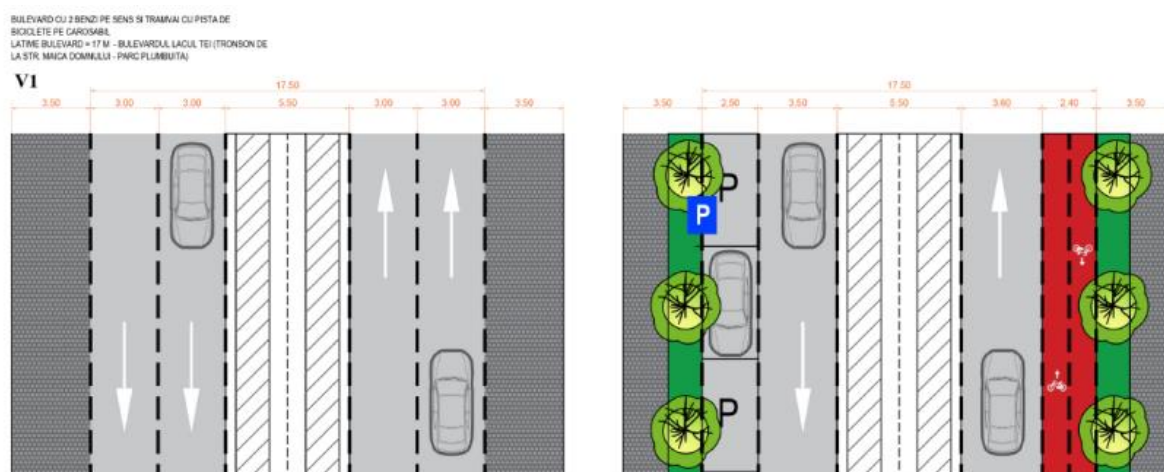 BULEVARD CU 2 BENZI PE SENS SI TRAMVAI CU PISTA DE
BICICLETE PE CAROSABIL
LATIME BULEVARD = 17 M - BULEVARDUL LACUL TEI (TRONSON DE
LA STR. MAICA DOMNULUI - PARC PLUMBUITA)
V1
17.50
3.50 3.00 3.00 5.50 3.00 3.00 3.50
17.50
3.50 2.50 3.50 5.50 3.60 2.40 3.50
P
P
P